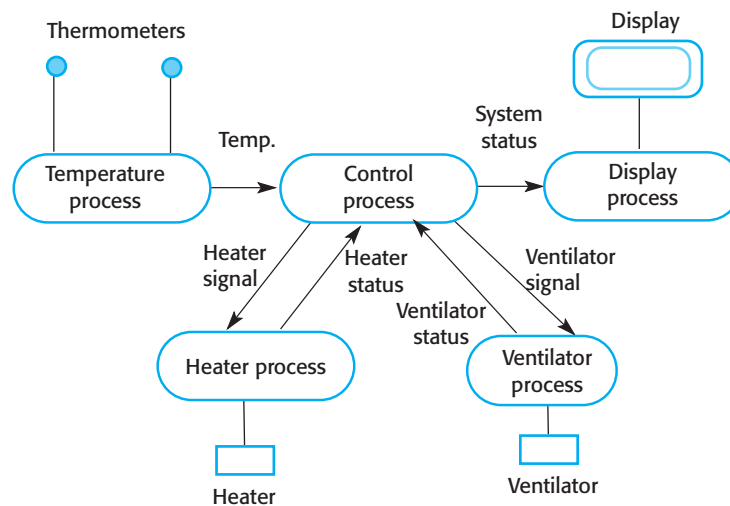 Thermometers
Display
Temp.
System
status
Temperature
process
Control
process
Display
process
Heater
signal
Heater
status
Ventilator
status
Ventilator
signal
Heater process
Ventilator
process
Heater
Ventilator